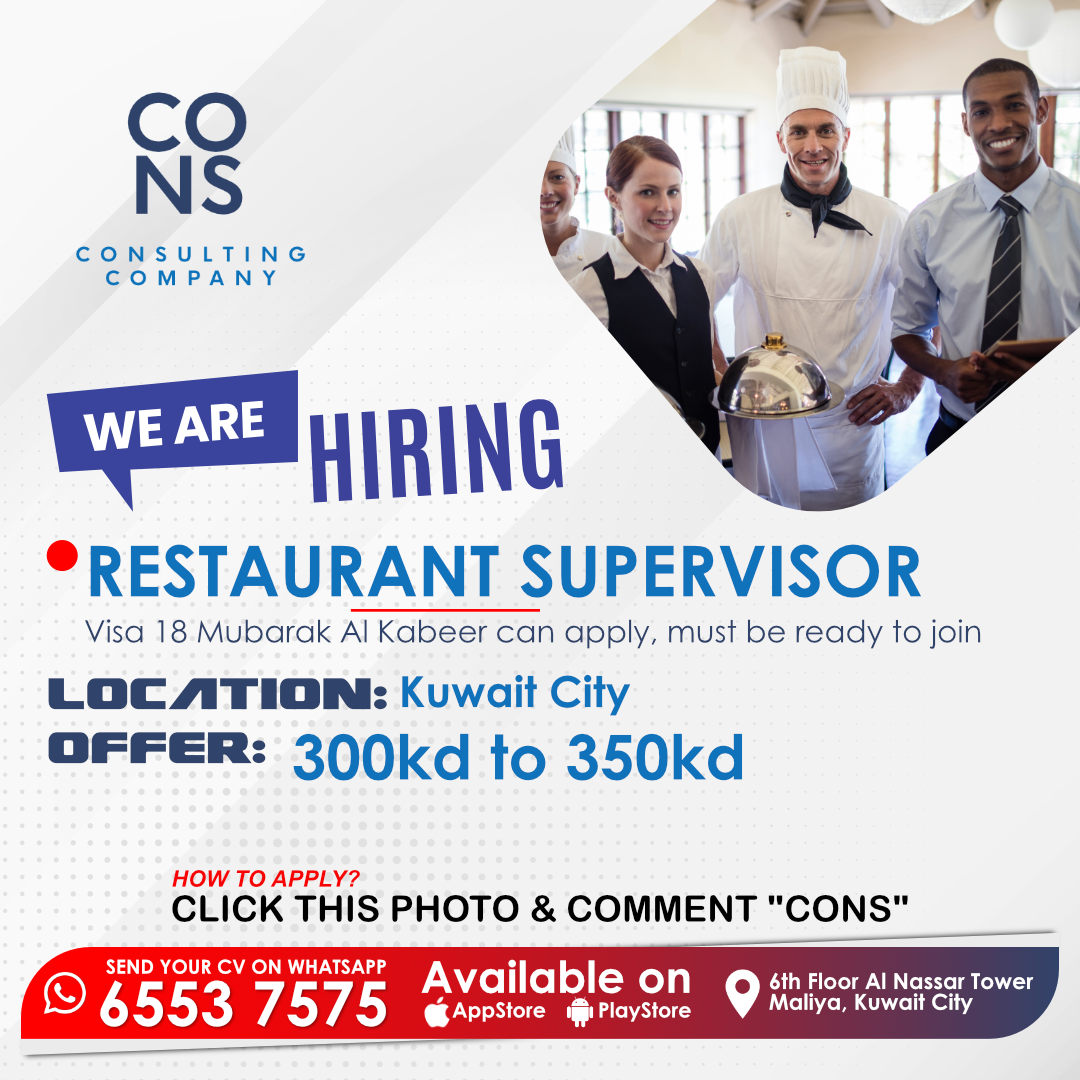 CO
NS
CONSULTING
COMPANY
WE ARE HIRING
RESTAURANT SUPERVISOR
Visa 18 Mubarak Al Kabeer can apply, must be ready to join
LOCATION: Kuwait City
OFFER: 300kd to 350kd
HOW TO APPLY?
CLICK THIS PHOTO & COMMENT "CONS"
SEND YOUR CV ON WHATSAPP
6553 7575
Available on
AppStore PlayStore
6th Floor Al Nassar Tower
Maliya, Kuwait City